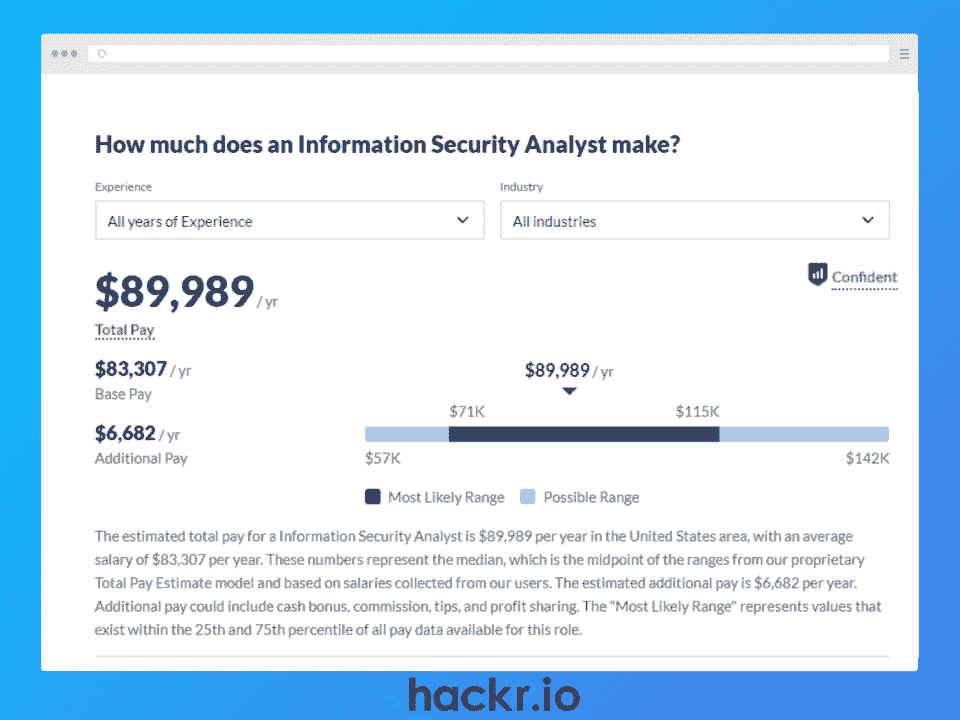 How much does an Information Security Analyst make?
Experience
Industry
All years of Experience
All industries
$89,989 / yr
Confident
Total Pay
$83,307 / yr
Base Pay
$89,989 / yr
$71K
$115K
$6,682 / yr
Additional Pay
$57K
$142K
Most Likely Range
Possible Range
The estimated total pay for a Information Security Analyst is $89,989 per year in the United States area, with an average
salary of $83,307 per year. These numbers represent the median, which is the midpoint of the ranges from our proprietary
Total Pay Estimate model and based on salaries collected from our users. The estimated additional pay is $6,682 per year.
Additional pay could include cash bonus, commission, tips, and profit sharing. The "Most Likely Range" represents values that
exist within the 25th and 75th percentile of all pay data available for this role.
hackr.io